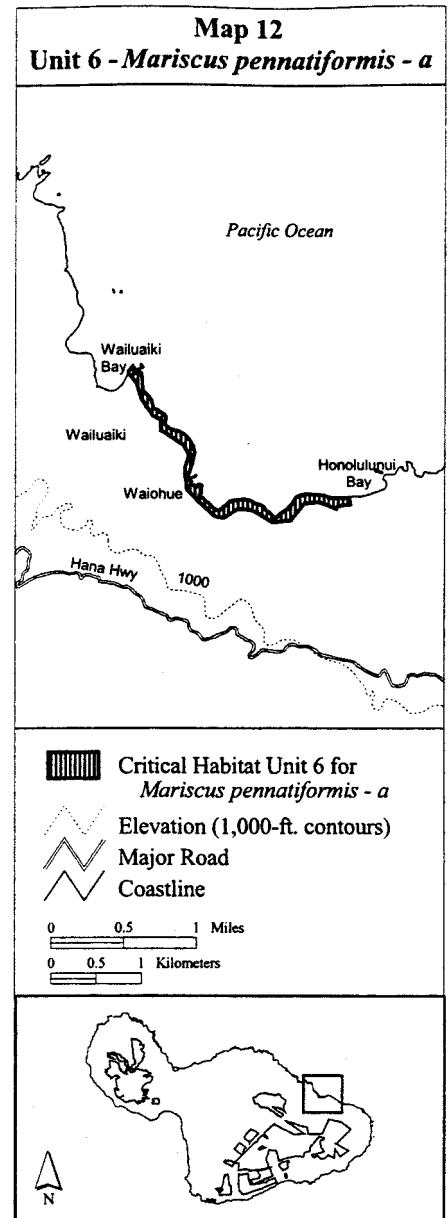 Map 12
Unit 6 - Mariscus pennatiformis - a
Pacific Ocean
Wailuaiki
Bay
Wailuaiki
Honolulunui
Bay
Waiohue
1000
Hana Hwy
Critical Habitat Unit 6 for
Mariscus pennatiformis - a
Elevation (1,000-ft. contours)
Major Road
Coastline
0 0.5 1 Miles
0 0.5 1 Kilometers
N